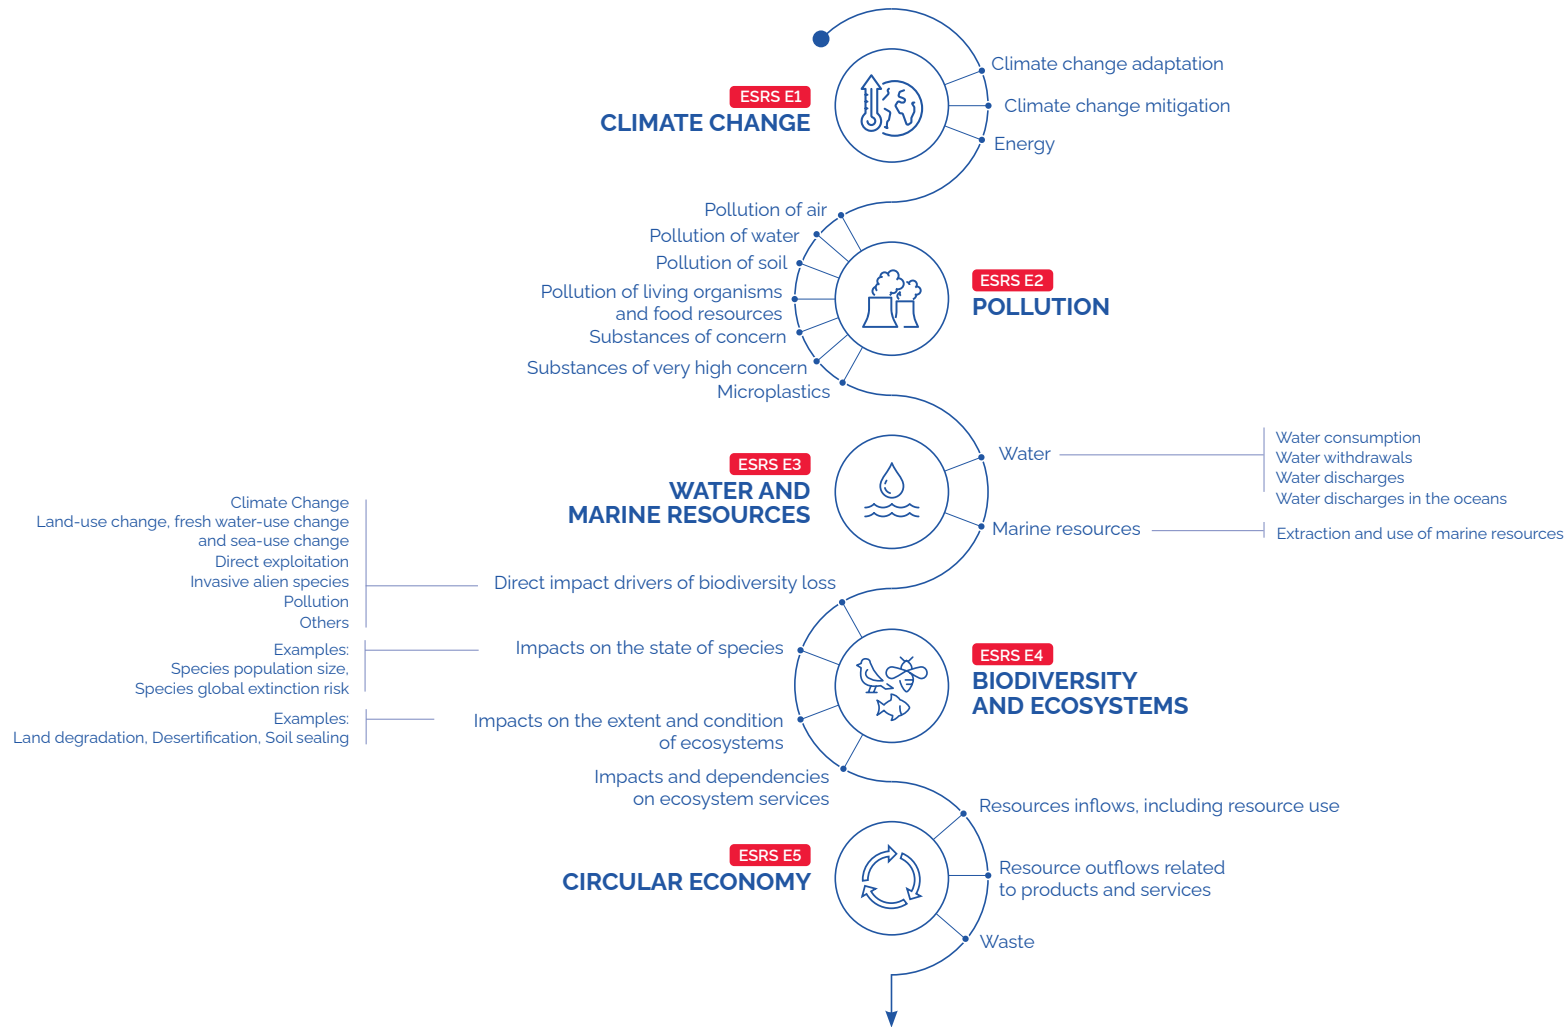 ESRS E1
CLIMATE CHANGE
Climate change adaptation
Climate change mitigation
Energy
Pollution of air
Pollution of water
Pollution of soil
Pollution of living organisms
and food resources
Substances of concern
Substances of very high concern
Microplastics
ESRS E2
POLLUTION
ESRS E3
WATER AND
MARINE RESOURCES
Water
Water consumption
Water withdrawals
Water discharges
Water discharges in the oceans
Marine resources
Extraction and use of marine resources
Climate Change
Land-use change, fresh water-use change
and sea-use change
Direct exploitation
Invasive alien species
Pollution
Others
Direct impact drivers of biodiversity loss
Examples:
Species population size,
Species global extinction risk
Impacts on the state of species
Examples:
Land degradation, Desertification, Soil sealing
Impacts on the extent and condition
of ecosystems
Impacts and dependencies
on ecosystem services
ESRS E4
BIODIVERSITY
AND ECOSYSTEMS
ESRS E5
CIRCULAR ECONOMY
Resources inflows, including resource use
Resource outflows related
to products and services
Waste